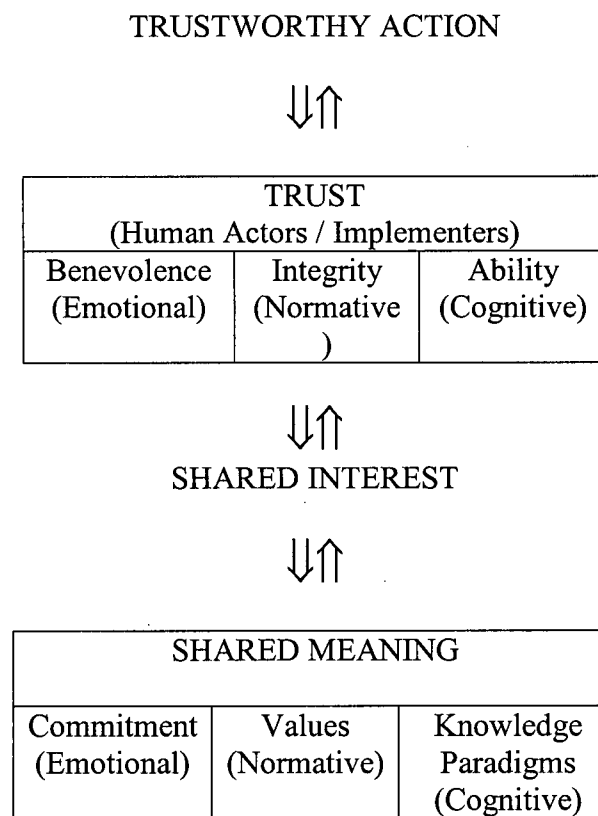 TRUSTWORTHY ACTION
⇓⇑
TRUST
(Human Actors / Implementers)
Benevolence
(Emotional)
Integrity
(Normative
)
Ability
(Cognitive)
⇓⇑
SHARED INTEREST
⇓⇑
SHARED MEANING
Commitment
(Emotional)
Values
(Normative)
Knowledge
Paradigms
(Cognitive)